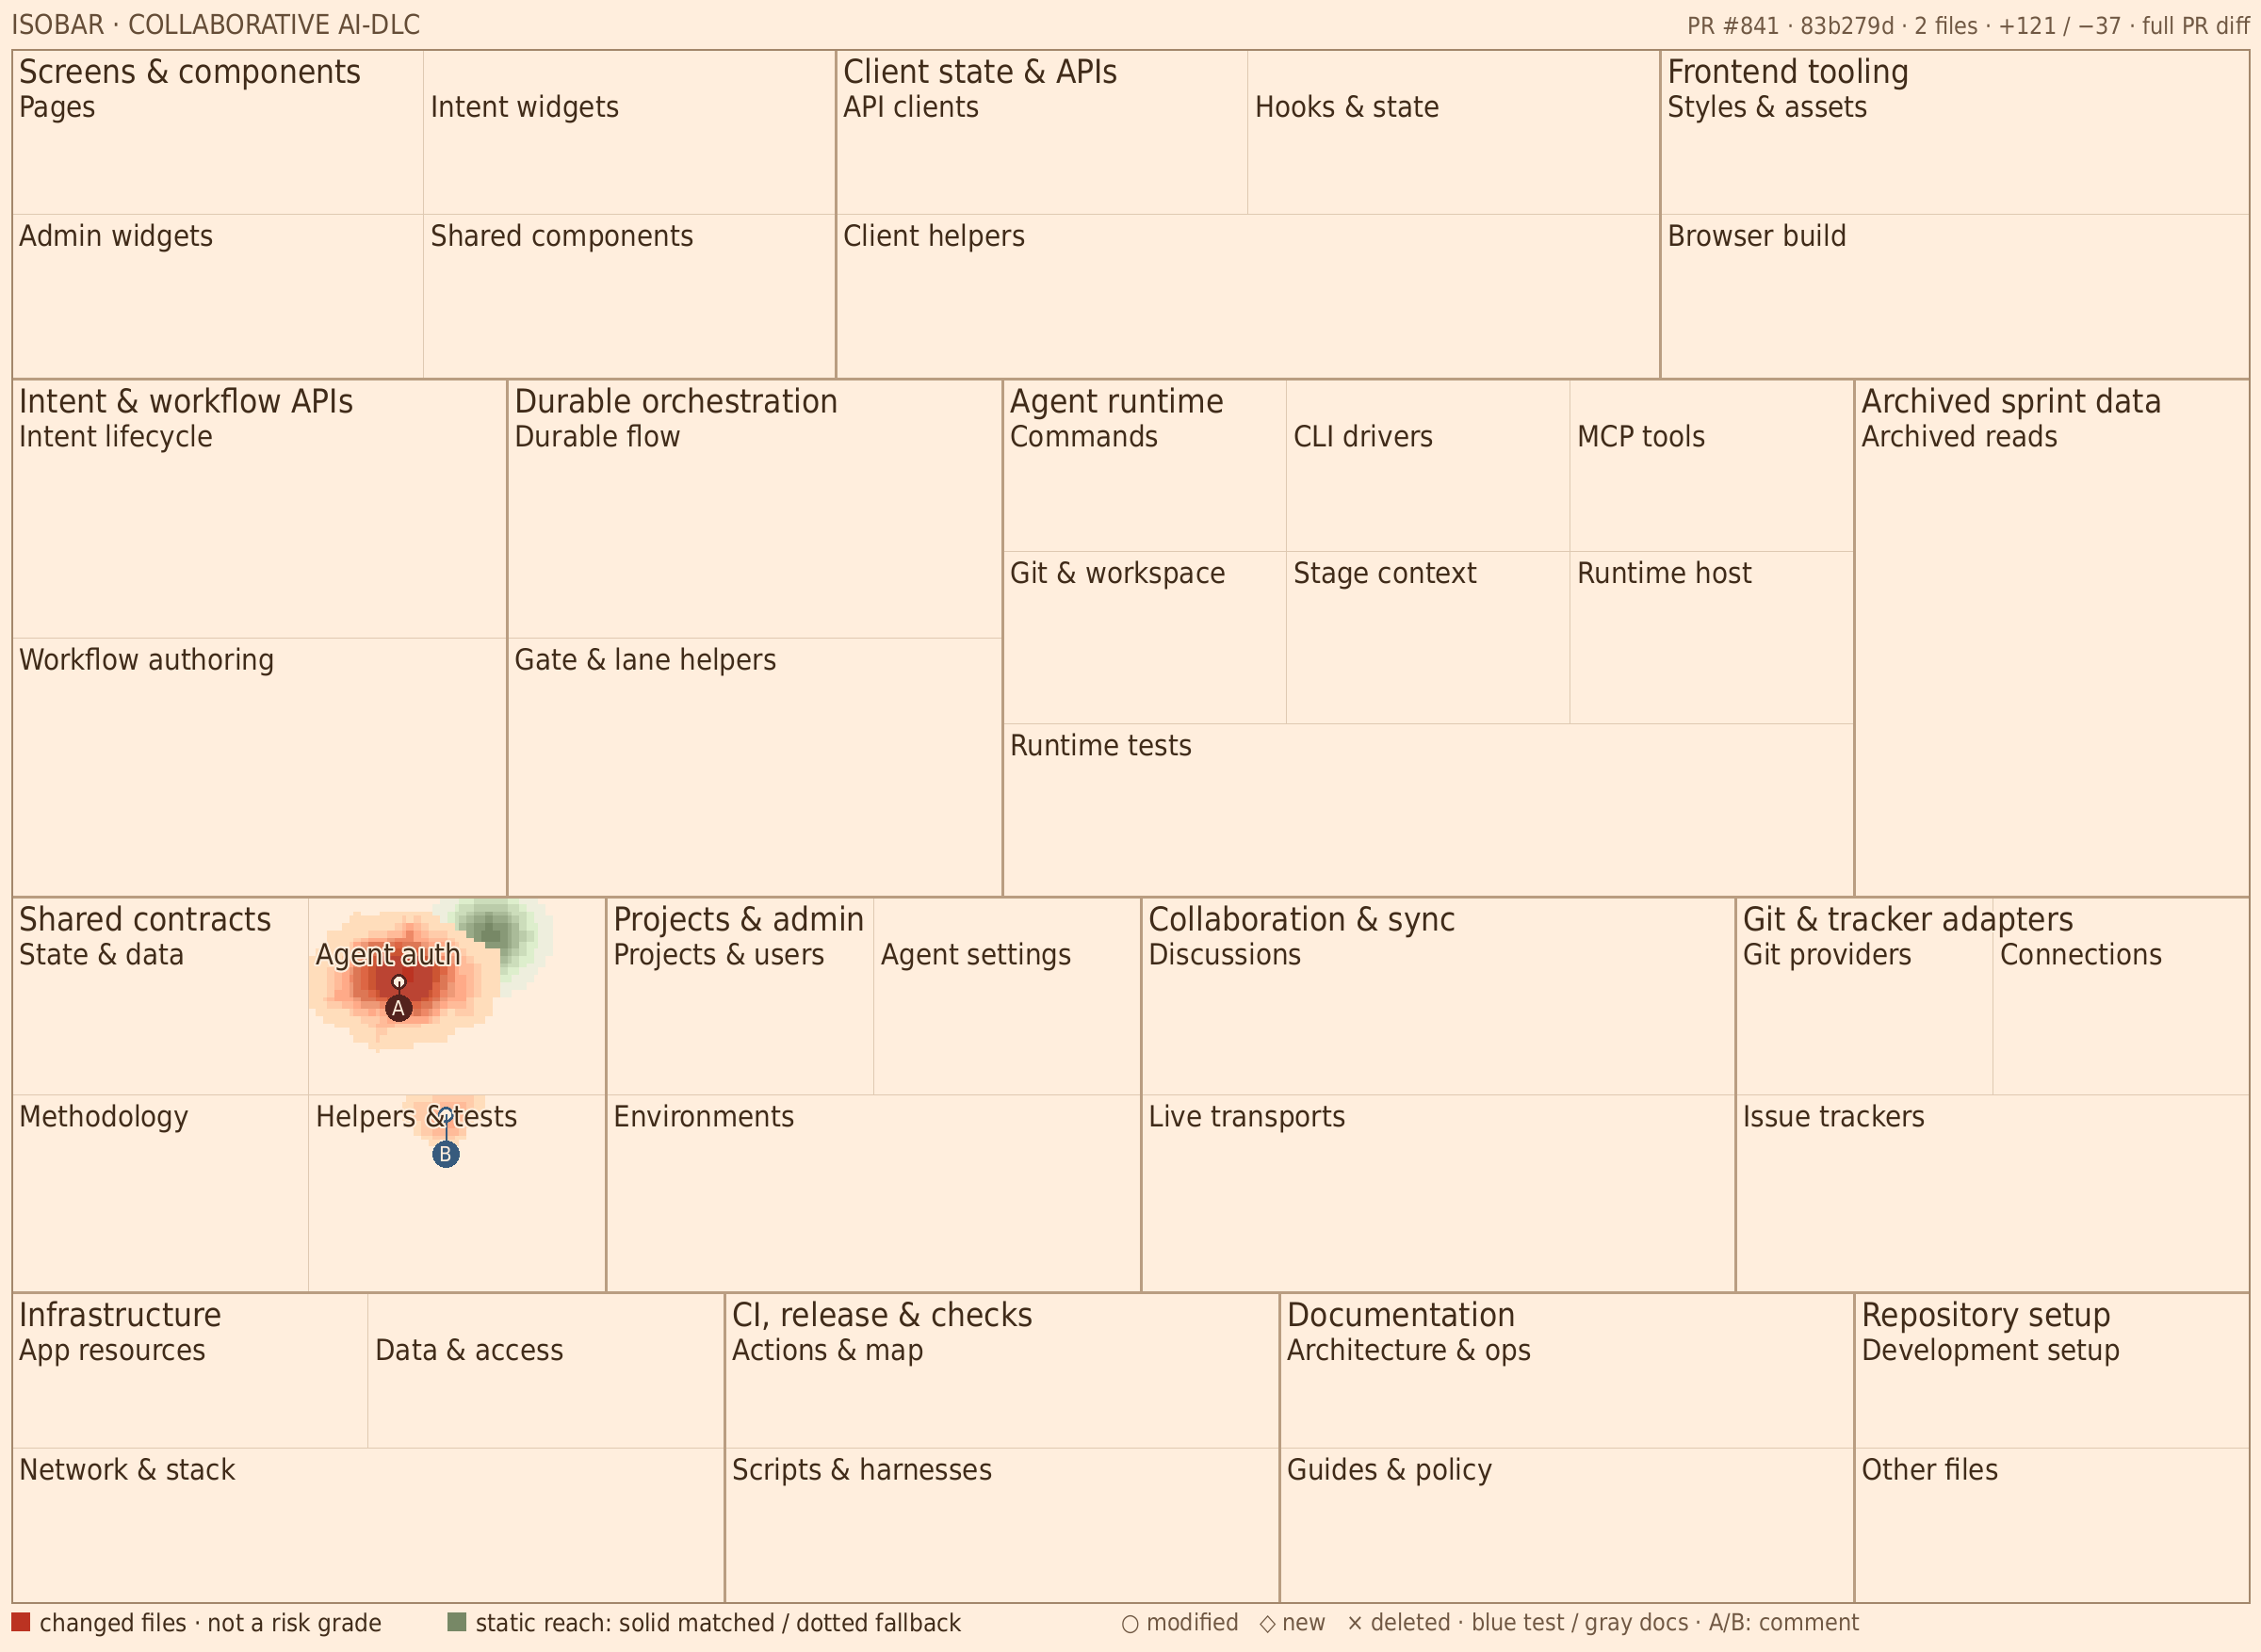 ISOBAR · COLLABORATIVE AI-DLC
PR #841 · 83b279d · 2 files · +121 / −37 · full PR diff
Screens & components
Pages
Intent widgets
Client state & APIs
API clients
Hooks & state
Frontend tooling
Styles & assets
Admin widgets
Shared components
Client helpers
Browser build
Intent & workflow APIs
Intent lifecycle
Durable orchestration
Durable flow
Agent runtime
Commands
CLI drivers
MCP tools
Archived sprint data
Archived reads
Git & workspace
Stage context
Runtime host
Workflow authoring
Gate & lane helpers
Runtime tests
Shared contracts
State & data
Agent auth
A
Projects & admin
Projects & users
Agent settings
Collaboration & sync
Discussions
Git & tracker adapters
Git providers
Connections
Methodology
Helpers & tests
B
Environments
Live transports
Issue trackers
Infrastructure
App resources
Data & access
CI, release & checks
Actions & map
Documentation
Architecture & ops
Repository setup
Development setup
Network & stack
Scripts & harnesses
Guides & policy
Other files
changed files · not a risk grade
static reach: solid matched / dotted fallback
○ modified ◇ new × deleted · blue test / gray docs · A/B: comment